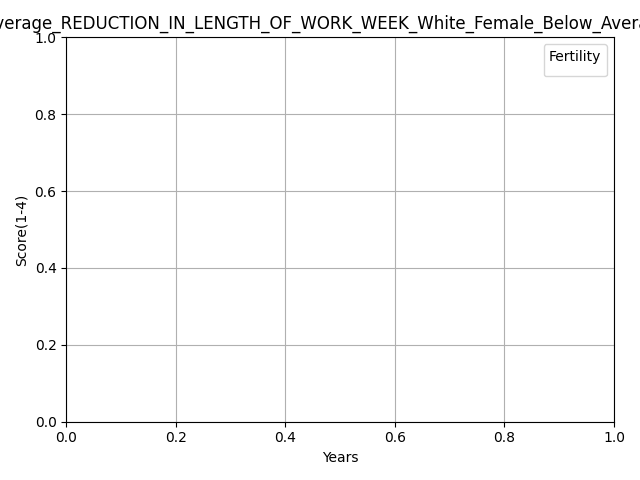 verage_REDUCTION_IN_LENGTH_OF_WORK_WEEK_White_Female_Below_Avera
Fertility
1.0
0.8
0.6
0.4
0.2
0.0
Score(1-4)
0.0 0.2 0.4 0.6 0.8 1.0
Years